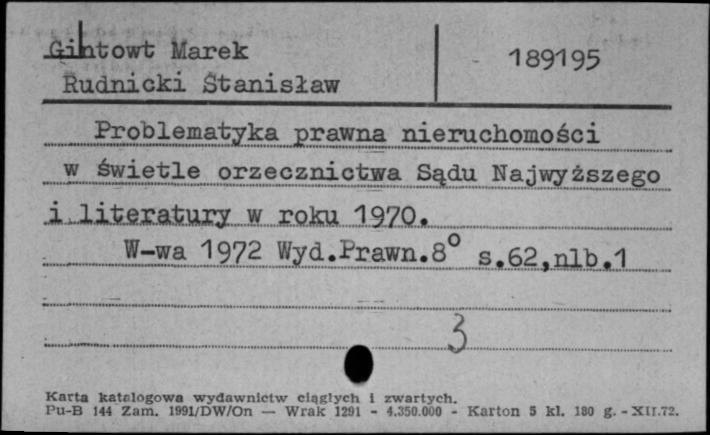 Gintowt Marek
189195
Rudnicki Stanisław
Problematyka prawna nieruchomości
w świetle orzecznictwa Sądu Najwyższego
i literatury w roku 1970.
W-wa 1972 Wyd.Prawn.8° s.62,nlb.1
3
Karta katalogowa wydawnictw ciągłych i zwartych.
Pu-B 144 Zam. 1991/DW/On — Wrak 1291 - 4.350.000 - Karton 5 kl. 180 g. - XII.72.